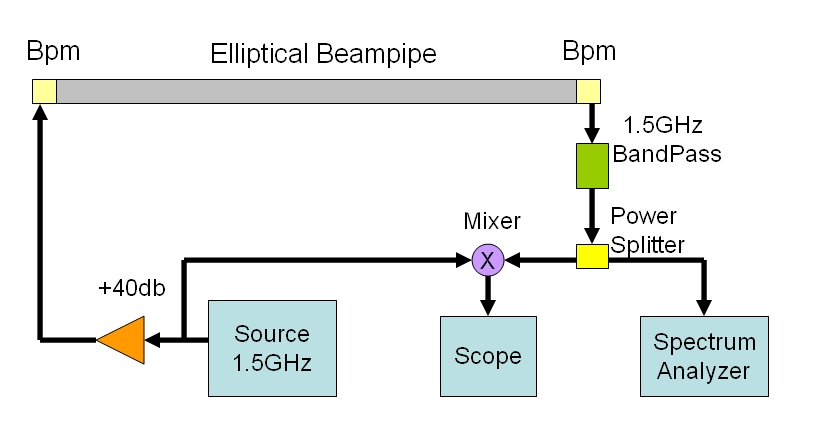 Bpm
Elliptical Beampipe
Bpm
1.5GHz
BandPass
Power
Splitter
Mixer
X
+40db
Source
1.5GHz
Scope
Spectrum
Analyzer